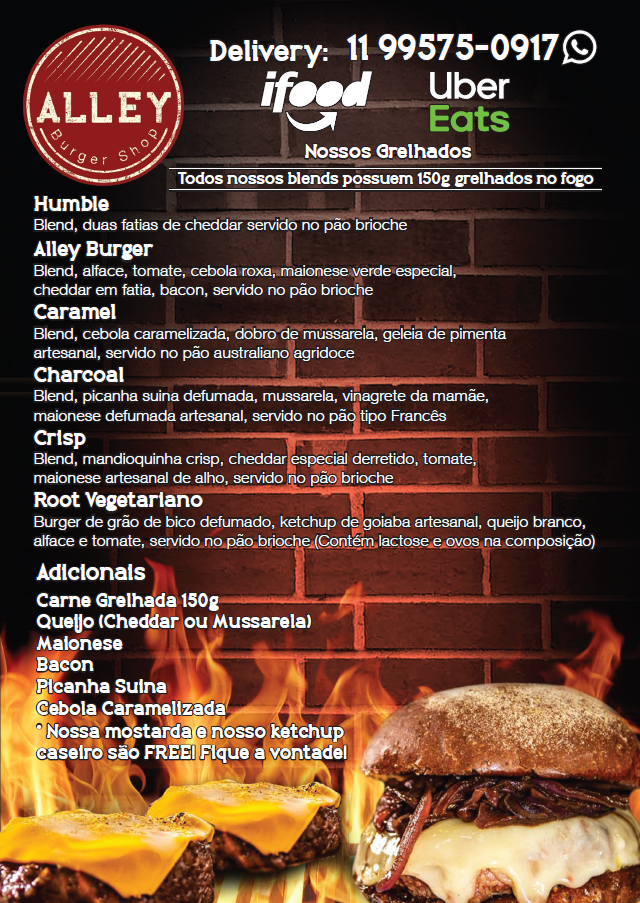 ALLEY
Burger Shop
Delivery: 11 99575-0917
ifood
Uber
Eats
Nossos Grelhados
Todos nossos blends possuem 150g grelhados no fogo
Humble
Blend, duas fatias de cheddar servido no pão brioche
Alley Burger
Blend, alface, tomate, cebola roxa, maionese verde especial,
cheddar em fatia, bacon, servido no pão brioche
Caramel
Blend, cebola caramelizada, dobro de mussarela, geleia de pimenta
artesanal, servido no pão australiano agridoce
Charcoal
Blend, picanha suina defumada, mussarela, vinagrete da mamãe,
maionese defumada artesanal, servido no pão tipo Francês
Crisp
Blend, mandioquinha crisp, cheddar especial derretido, tomate,
maionese artesanal de alho, servido no pão brioche
Root Vegetariano
Burger de grão de bico defumado, ketchup de goiaba artesanal, queijo branco,
alface e tomate, servido no pão brioche (Contém lactose e ovos na composição)
Adicionais
Carne Grelhada 150g
Queijo (Cheddar ou Mussarela)
Maionese
Bacon
Picanha Suina
Cebola Caramelizada
* Nossa mostarda e nosso ketchup
caseiro são FREE! Fique a vontade!